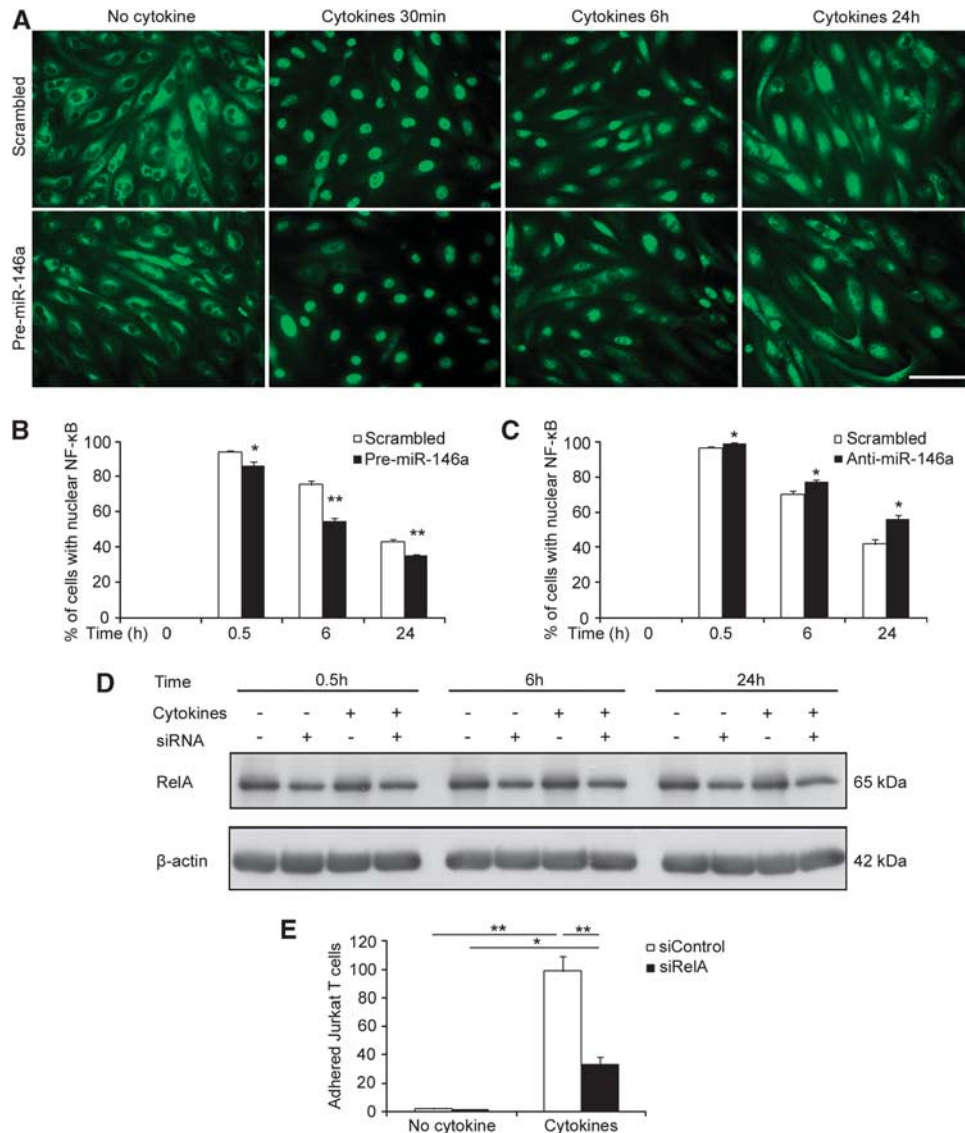 A
No cytokine
Cytokines 30min
Cytokines 6h
Cytokines 24h
Scrambled
Pre-miR-146a
B
% of cells with nuclear NF-κB
100
80
60
40
20
0
Scrambled
Pre-miR-146a
*
**
**
Time (h) 0 0.5 6 24
C
% of cells with nuclear NF-κB
100
80
60
40
20
0
Scrambled
Anti-miR-146a
*
*
*
Time (h) 0 0.5 6 24
D
Time 0.5h 6h 24h
Cytokines - - + + - - + + - - + +
siRNA - + - + - + - + - + - +
RelA 65 kDa
β-actin 42 kDa
E
Adhered Jurkat T cells
120
100
80
60
40
20
0
** **
*
siControl
siRelA
No cytokine Cytokines